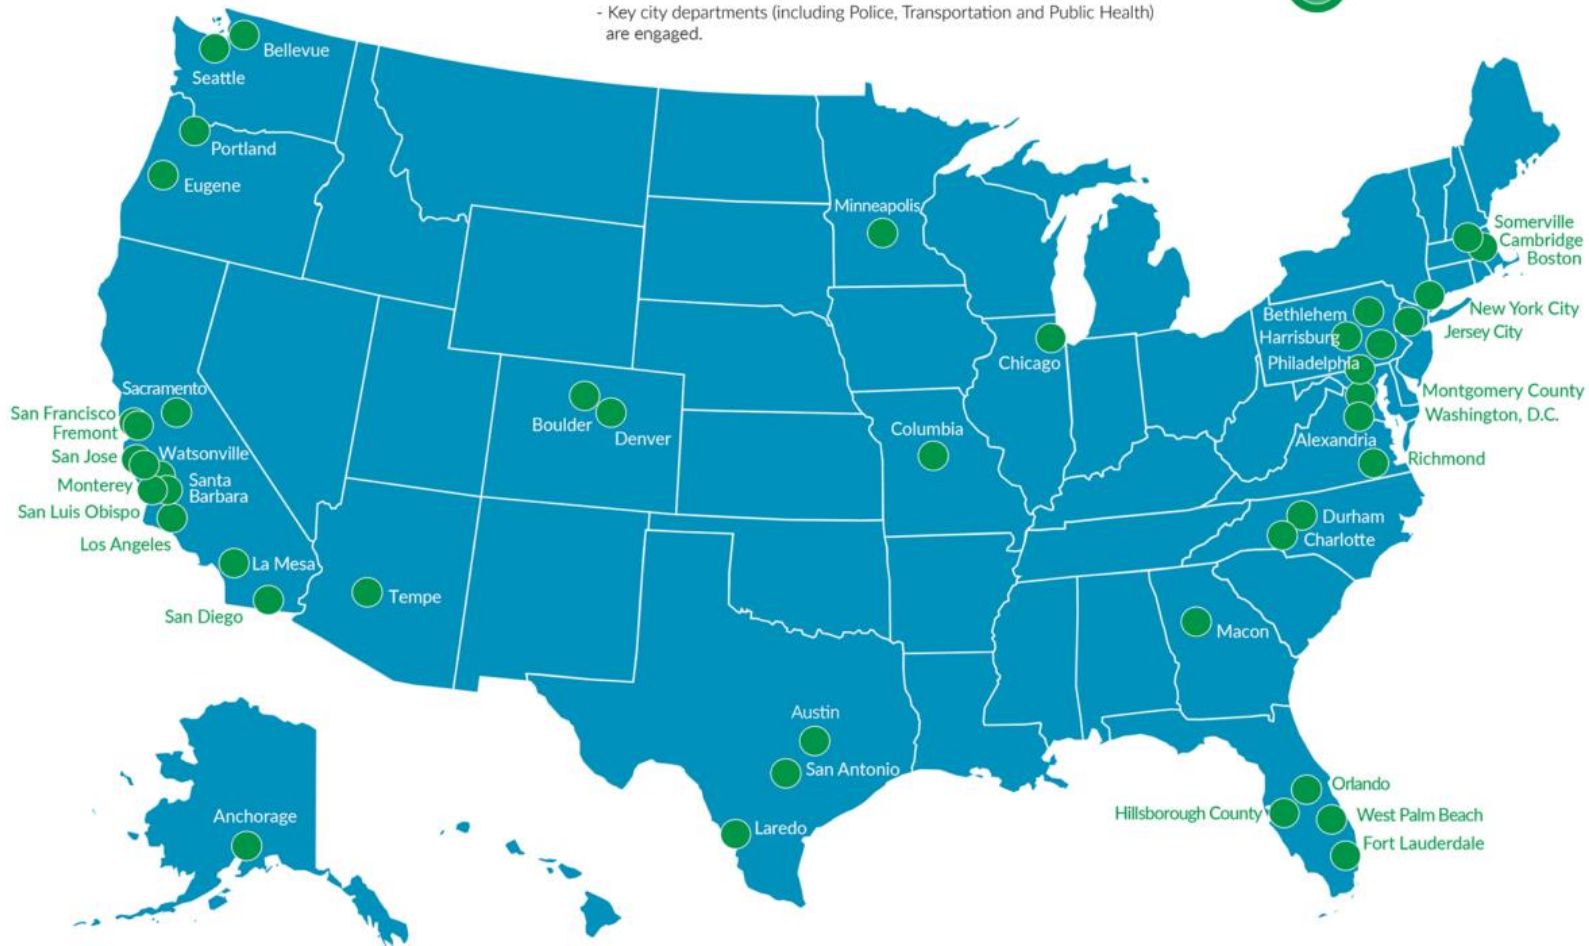 - Key city departments (including Police, Transportation and Public Health)
are engaged.
Bellevue
Seattle
Portland
Eugene
Minneapolis
Somerville
Cambridge
Boston
New York City
Bethlehem
Jersey City
Harrisburg
Philadelphia
Chicago
Montgomery County
Washington, D.C.
Sacramento
San Francisco
Fremont
Boulder
Denver
Columbia
Alexandria
San Jose
Watsonville
Richmond
Monterey
Santa
Barbara
San Luis Obispo
Los Angeles
Durham
Charlotte
La Mesa
Tempe
San Diego
Macon
Austin
San Antonio
Orlando
Hillsborough County
West Palm Beach
Anchorage
Laredo
Fort Lauderdale